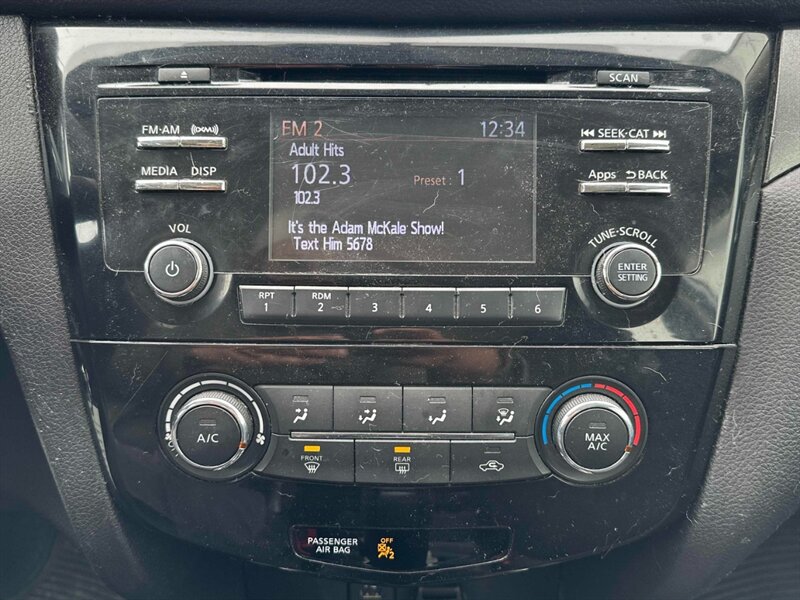 SCAN
FM 2 12:34
Adult Hits
102.3
Preset : 1
102.3
It's the Adam McKale Show!
Text Him 5678
FM·AM ((XM))
MEDIA DISP
VOL
SEEK·CAT
Apps BACK
TUNE·SCROLL
ENTER
SETTING
RPT RDM
1 2 3 4 5 6
A/C
MAX
A/C
FRONT REAR
PASSENGER
AIR BAG
OFF
2